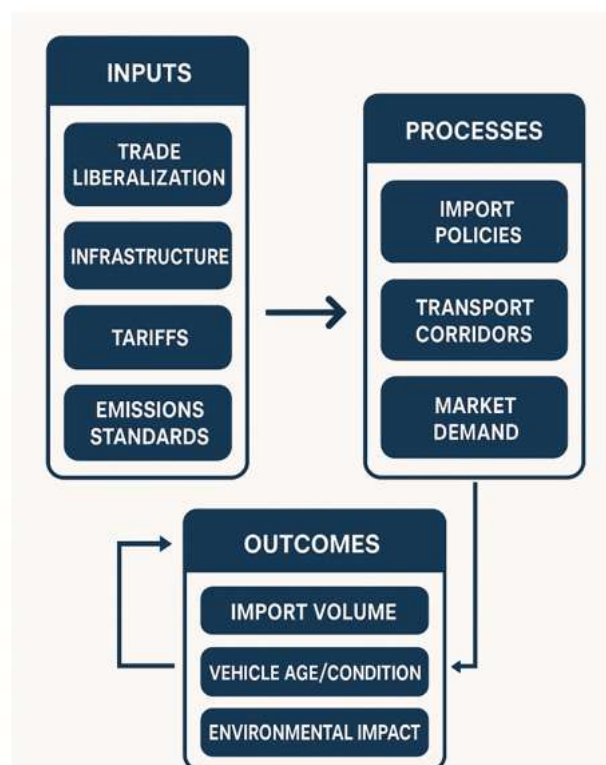 INPUTS
TRADE
LIBERALIZATION
INFRASTRUCTURE
TARIFFS
EMISSIONS
STANDARDS
PROCESSES
IMPORT
POLICIES
TRANSPORT
CORRIDORS
MARKET
DEMAND
OUTCOMES
IMPORT VOLUME
VEHICLE AGE/CONDITION
ENVIRONMENTAL IMPACT